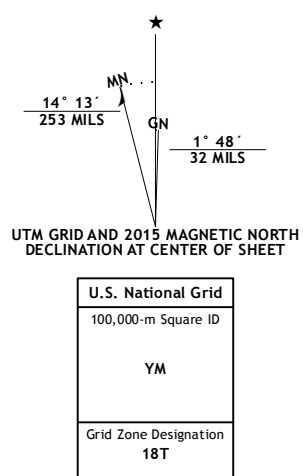 MN
GN
14° 13´
253 MILS
1° 48´
32 MILS
UTM GRID AND 2015 MAGNETIC NORTH
DECLINATION AT CENTER OF SHEET
U.S. National Grid
100,000-m Square ID
YM
Grid Zone Designation
18T